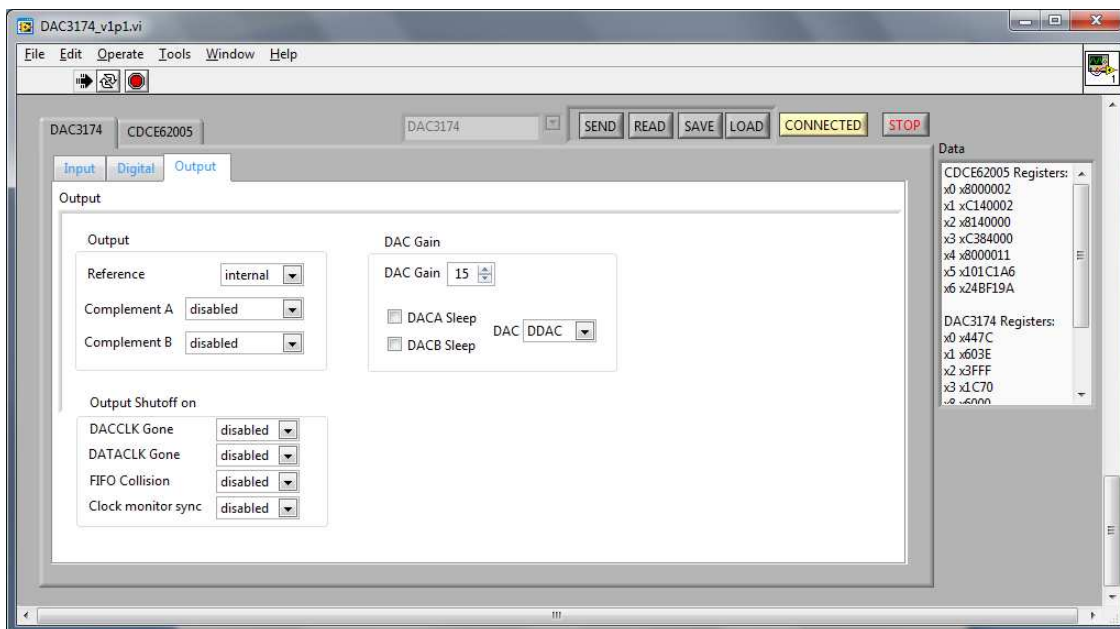 DAC3174_v1p1.vi
File Edit Operate Tools Window Help
1
DAC3174 CDCE62005 DAC3174 SEND READ SAVE LOAD CONNECTED STOP
Input Digital Output
Output
Output
Reference internal
Complement A disabled
Complement B disabled
DAC Gain
DAC Gain 15
DACA Sleep
DACB Sleep
DAC DDAC
Output Shutoff on
DACCLK Gone disabled
DATACLK Gone disabled
FIFO Collision disabled
Clock monitor sync disabled
Data
CDCE62005 Registers:
x0 x8000002
x1 xC140002
x2 x8140000
x3 xC384000
x4 x8000011
x5 x101C1A6
x6 x24BF19A
DAC3174 Registers:
x0 x447C
x1 x603E
x2 x3FFF
x3 x1C70
x8 x6000